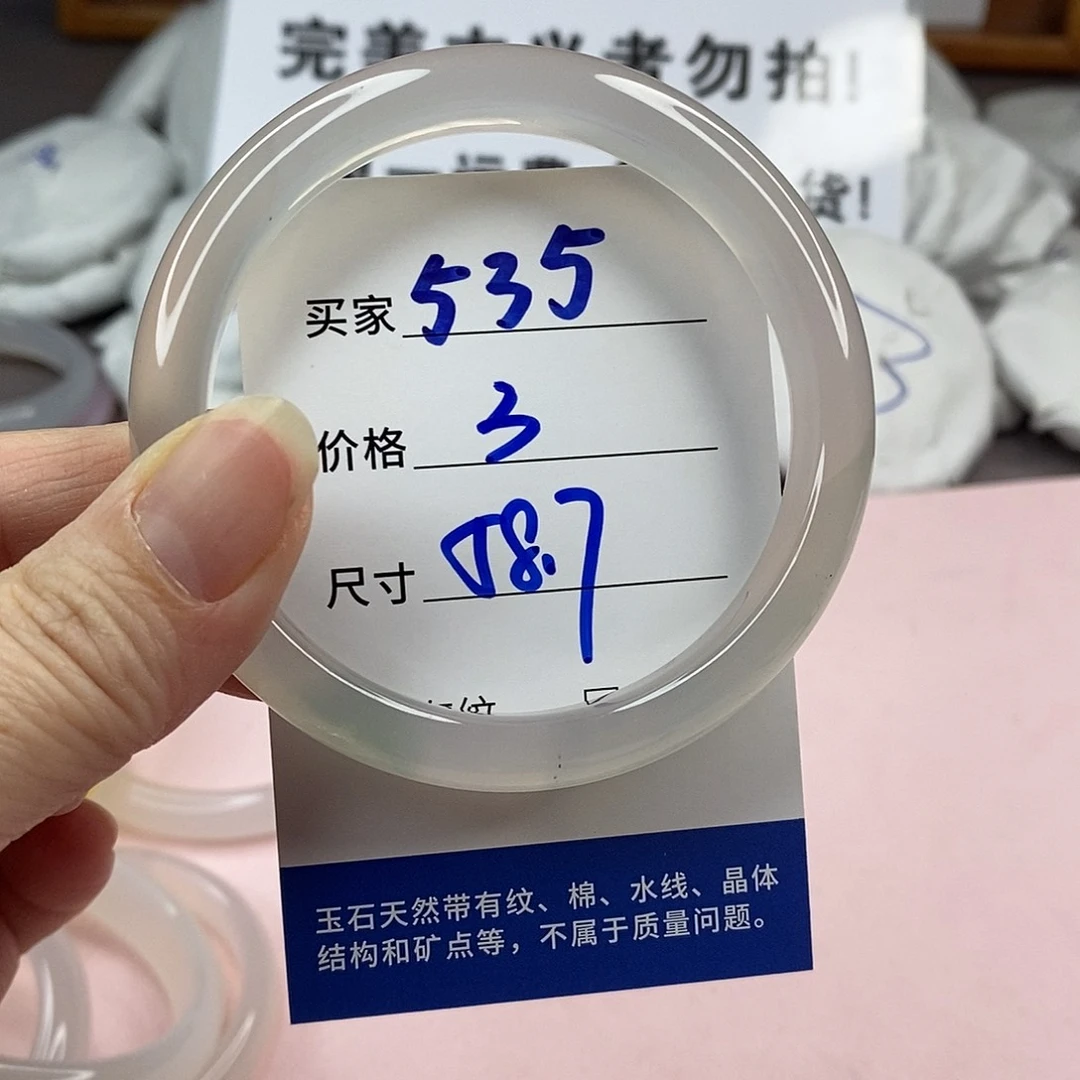 完美主义者勿拍!
货!
买家 535
价格 3
尺寸 58.7
玉石天然带有纹、棉、水线、晶体
结构和矿点等，不属于质量问题。